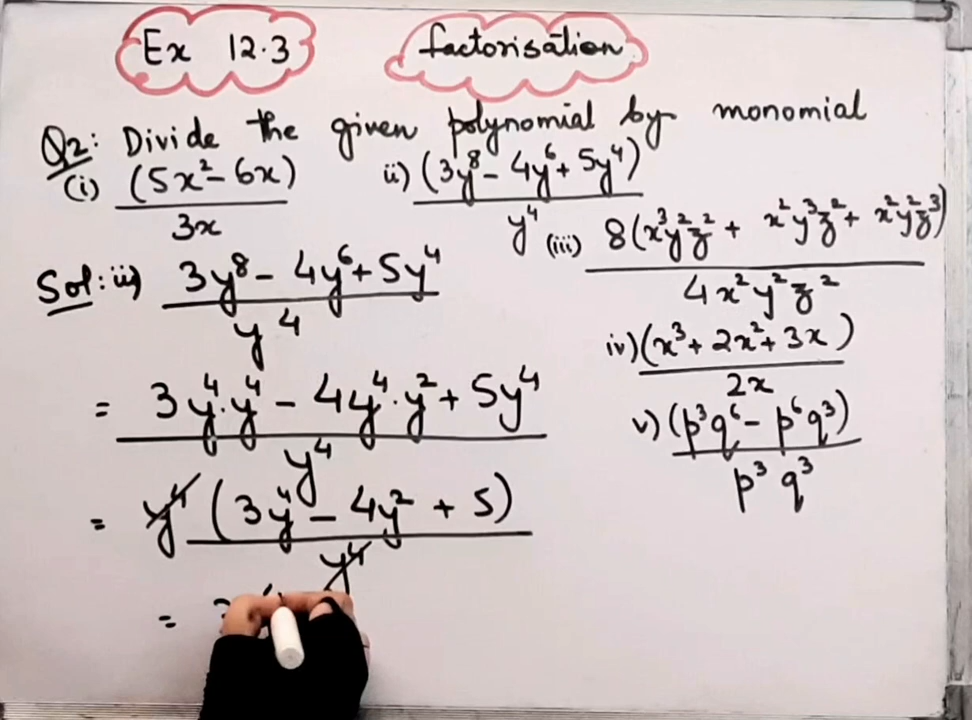 Ex 12.3
factorisation
Q2: Divide the given polynomial by monomial
(i) (5x² - 6x)
3x
ii) (3y⁸ - 4y⁶ + 5y⁴)
y⁴
(iii) 8(x³y²z² + x²y³z² + x²y²z³)
4x²y²z²
iv) (x³ + 2x² + 3x)
2x
v) (p³q⁶ - p⁶q³)
p³q³
Sol: ii) 3y⁸ - 4y⁶ + 5y⁴
y⁴
= 3y⁴.y⁴ - 4y⁴.y² + 5y⁴
y⁴
= y⁴ (3y⁴ - 4y² + 5)
y⁴
=